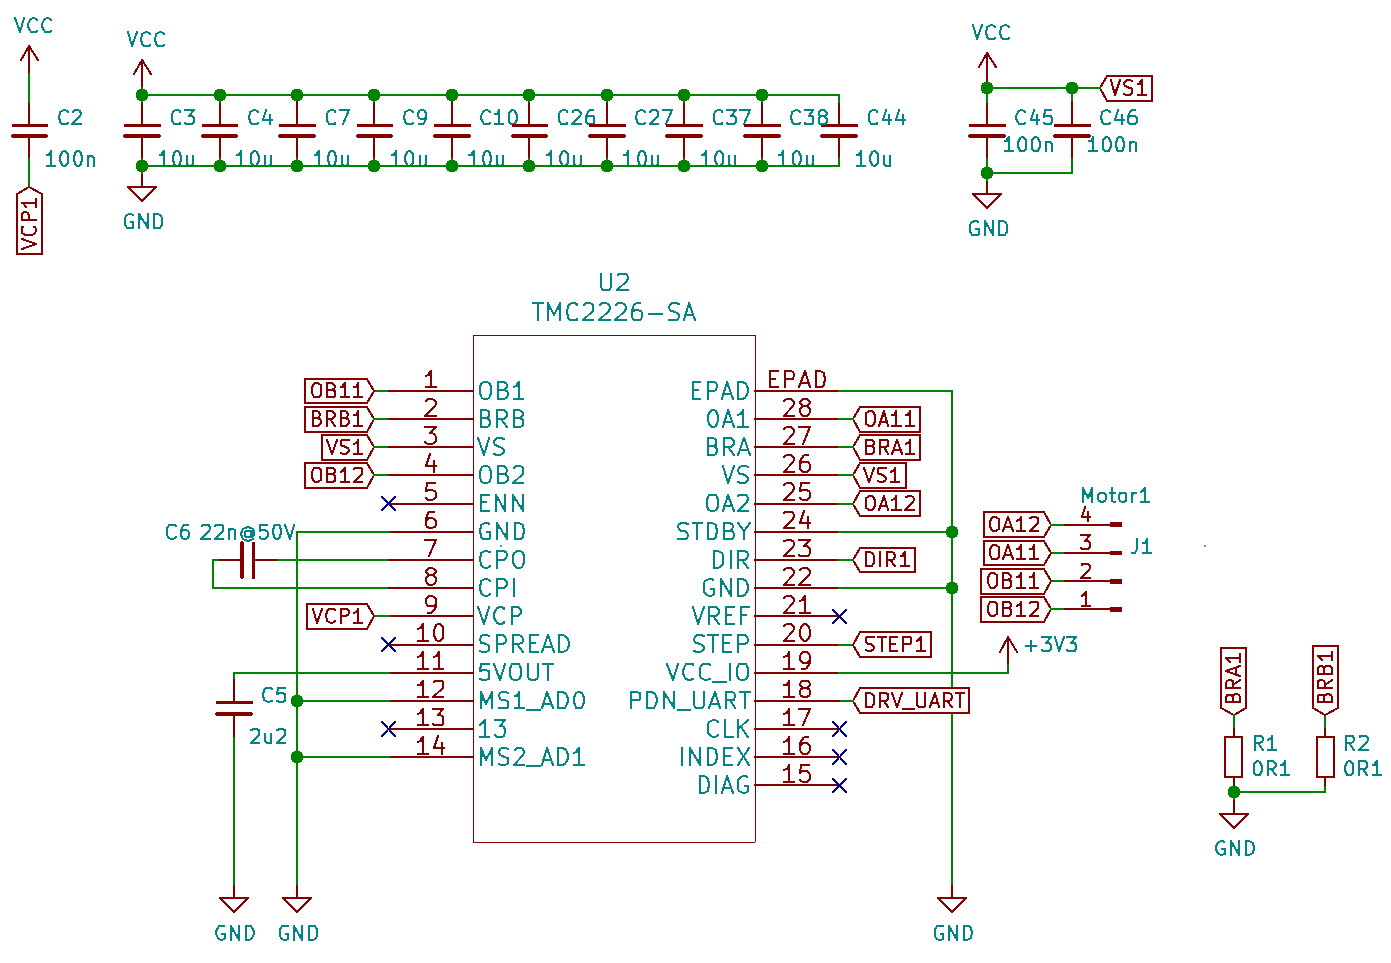 VCC
C2
100n
VCP1
VCC
C3
10u
C4
10u
C7
10u
C9
10u
C10
10u
C26
10u
C27
10u
C37
10u
C38
10u
C44
10u
GND
VCC
VS1
C45
100n
C46
100n
GND
U2
TMC2226-SA
OB11 1 OB1
BRB1 2 BRB
VS1 3 VS
OB12 4 OB2
5 ENN
6 GND
7 CPO
8 CPI
VCP1 9 VCP
10 SPREAD
11 5VOUT
12 MS1_AD0
13 13
14 MS2_AD1
C6 22n@50V
C5
2u2
GND
GND
EPAD EPAD
OA1 28 OA11
BRA 27 BRA1
VS 26 VS1
OA2 25 OA12
STDBY 24
DIR 23 DIR1
GND 22
VREF 21
STEP 20 STEP1
VCC_IO 19
PDN_UART 18 DRV_UART
CLK 17
INDEX 16
DIAG 15
+3V3
GND
Motor1
J1
OA12 4
OA11 3
OB11 2
OB12 1
BRA1
R1
0R1
BRB1
R2
0R1
GND